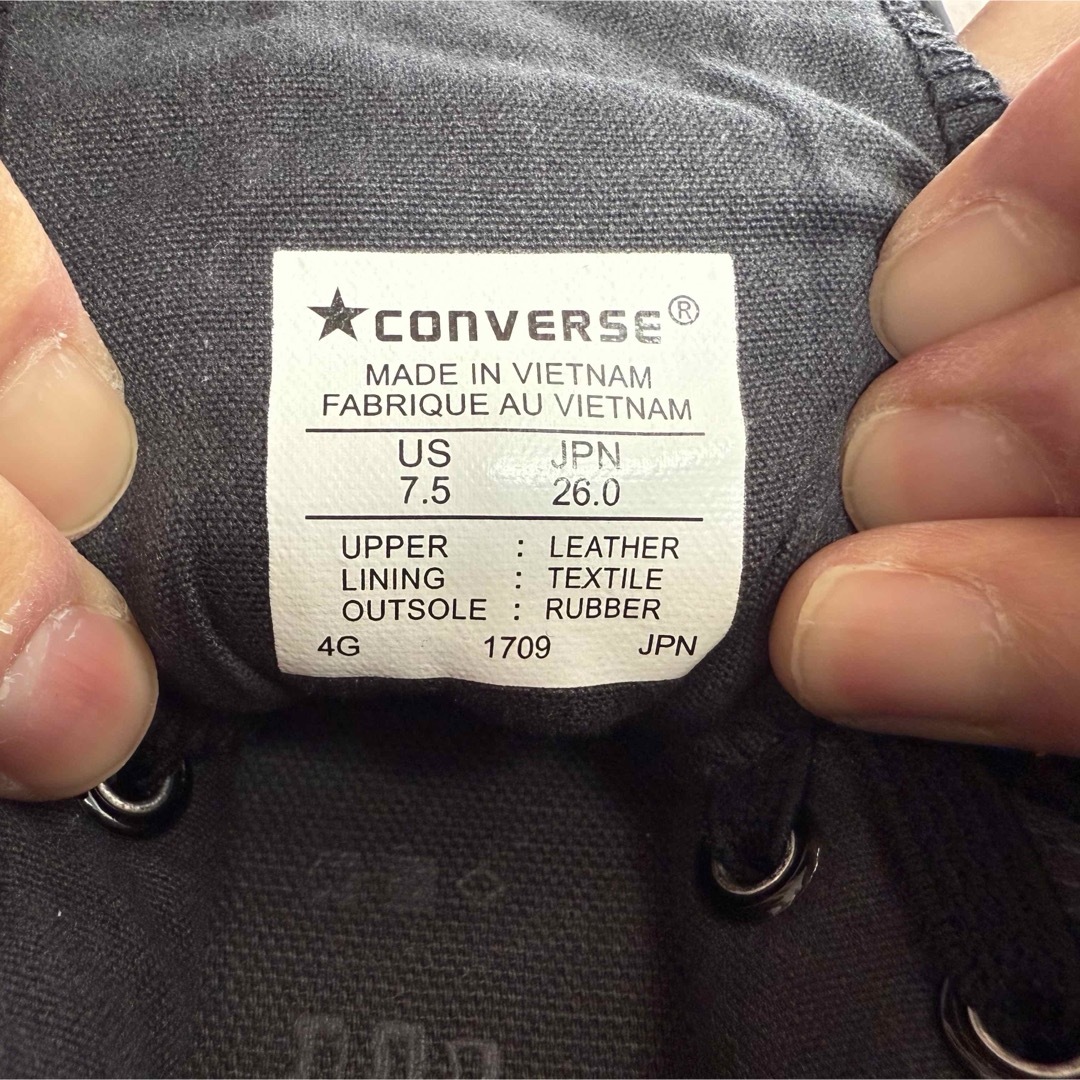 ★CONVERSE®
MADE IN VIETNAM
FABRIQUE AU VIETNAM
US JPN
7.5 26.0
UPPER : LEATHER
LINING : TEXTILE
OUTSOLE : RUBBER
4G 1709 JPN